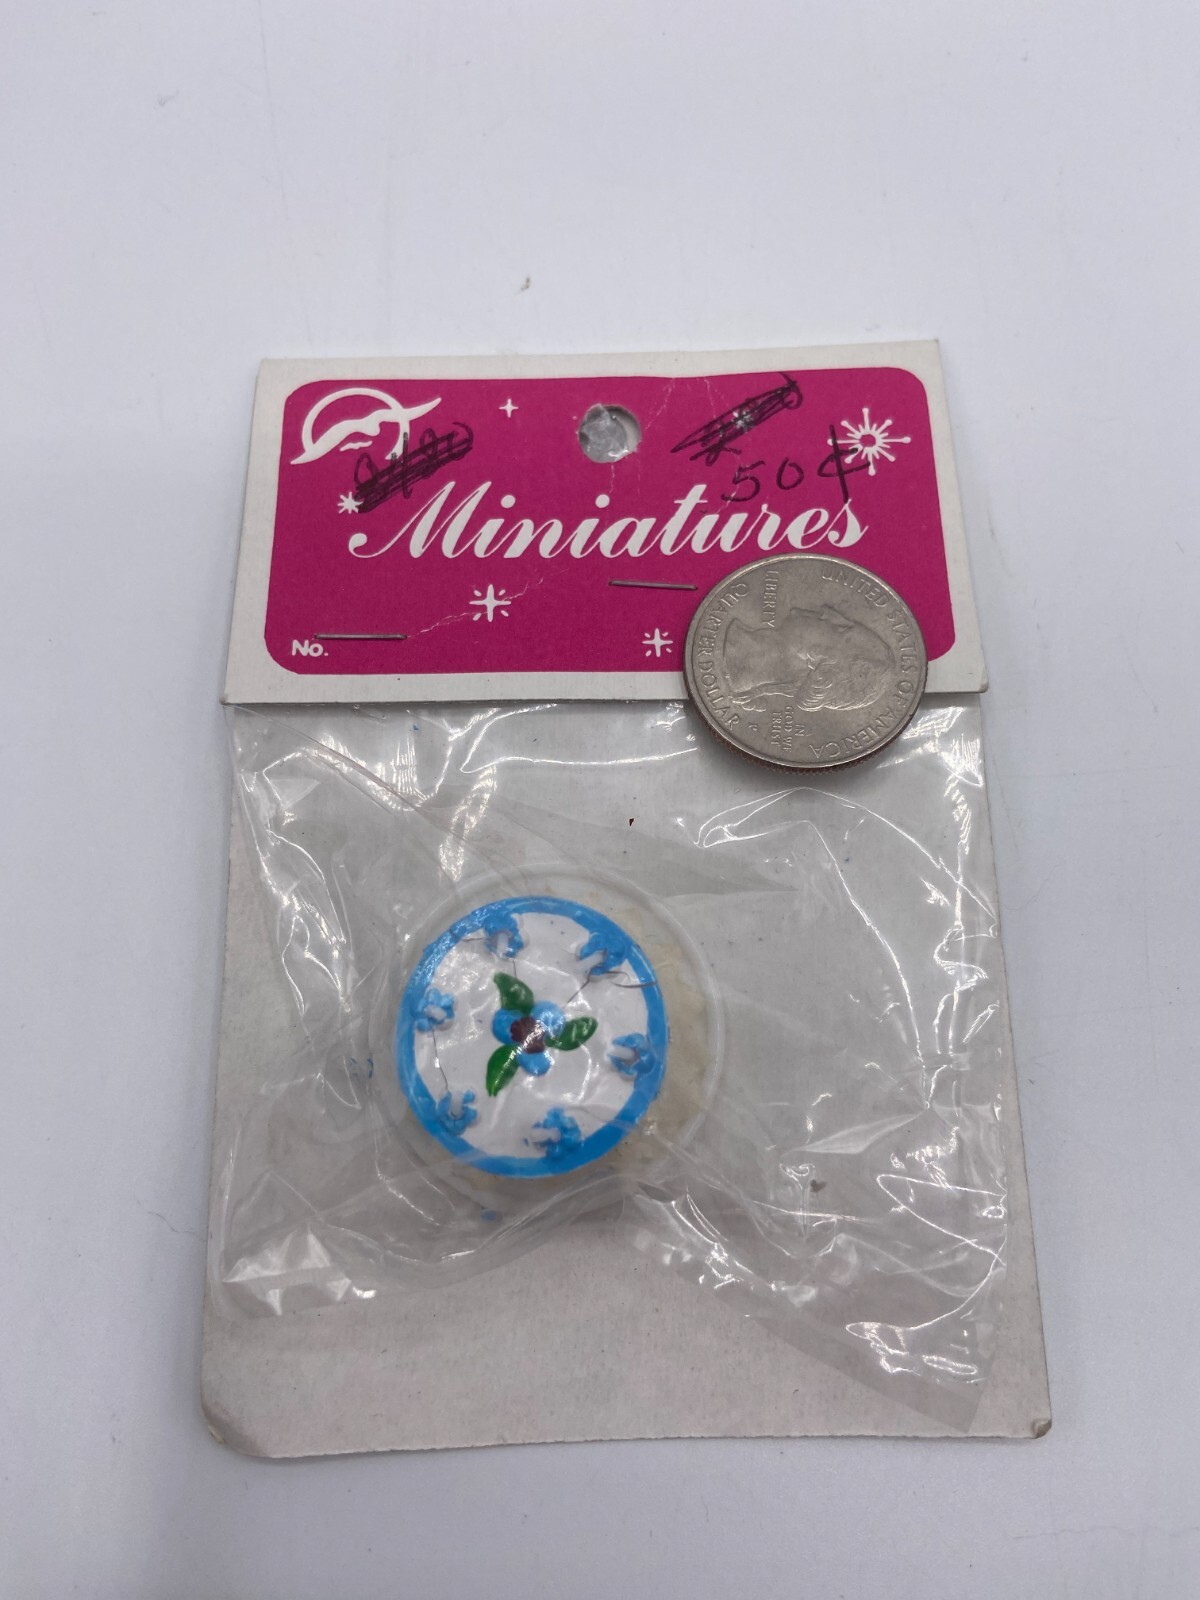 50¢
Miniatures
No.
UNITED STATES OF AMERICA
LIBERTY
IN
GOD WE
TRUST
P
QUARTER DOLLAR